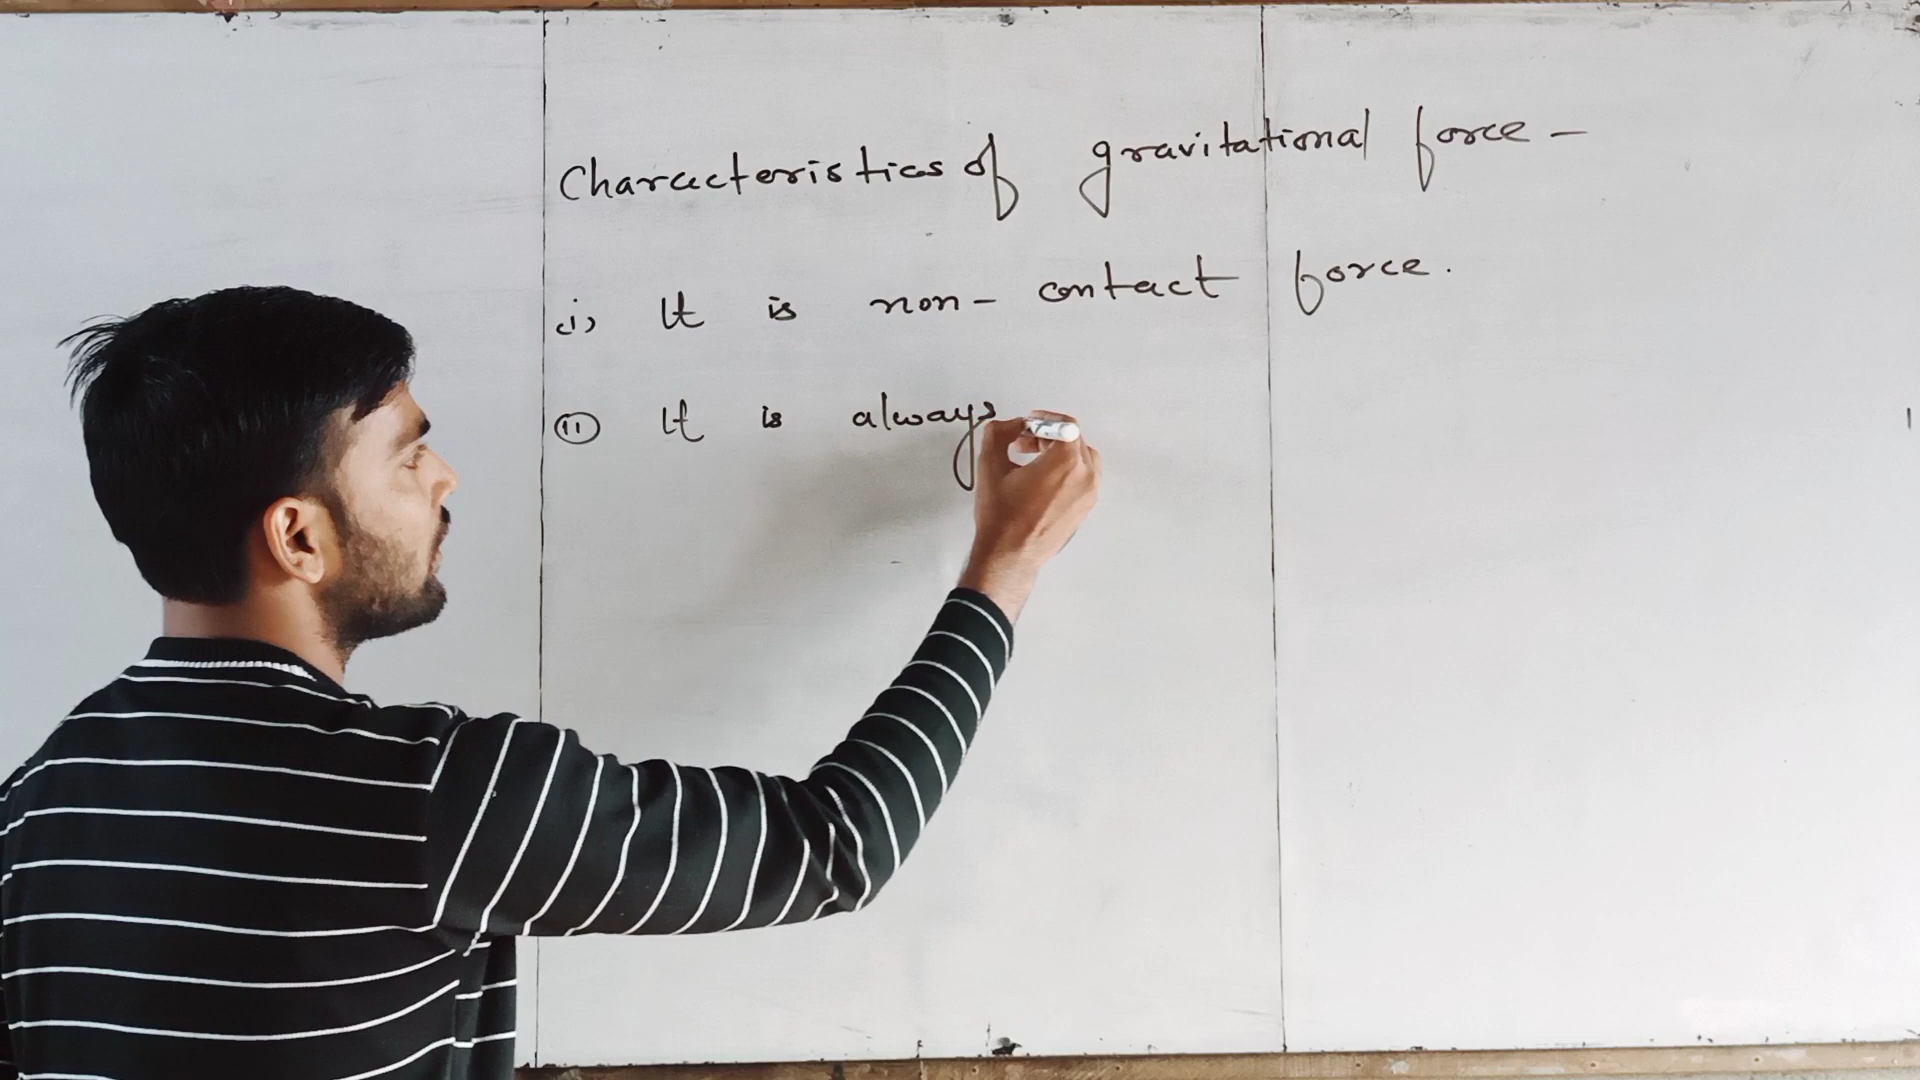 Characteristics of gravitational force -
(i) It is non- contact force.
(ii) It is always